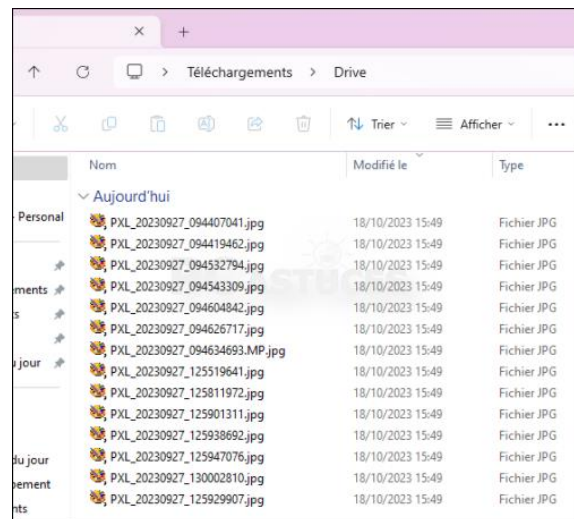 Téléchargements > Drive
Trier Afficher ...
Nom Modifié le Type
Aujourd'hui
Personal
PXL_20230927_094407041.jpg 18/10/2023 15:49 Fichier JPG
PXL_20230927_094419462.jpg 18/10/2023 15:49 Fichier JPG
PXL_20230927_094532794.jpg 18/10/2023 15:49 Fichier JPG
ements PXL_20230927_094543309.jpg 18/10/2023 15:49 Fichier JPG
s PXL_20230927_094604842.jpg 18/10/2023 15:49 Fichier JPG
PXL_20230927_094626717.jpg 18/10/2023 15:49 Fichier JPG
PXL_20230927_094634693.MP.jpg 18/10/2023 15:49 Fichier JPG
jour PXL_20230927_125519641.jpg 18/10/2023 15:49 Fichier JPG
PXL_20230927_125811972.jpg 18/10/2023 15:49 Fichier JPG
PXL_20230927_125901311.jpg 18/10/2023 15:49 Fichier JPG
PXL_20230927_125938692.jpg 18/10/2023 15:49 Fichier JPG
du jour PXL_20230927_125947076.jpg 18/10/2023 15:49 Fichier JPG
pement PXL_20230927_130002810.jpg 18/10/2023 15:49 Fichier JPG
nts PXL_20230927_125929907.jpg 18/10/2023 15:49 Fichier JPG